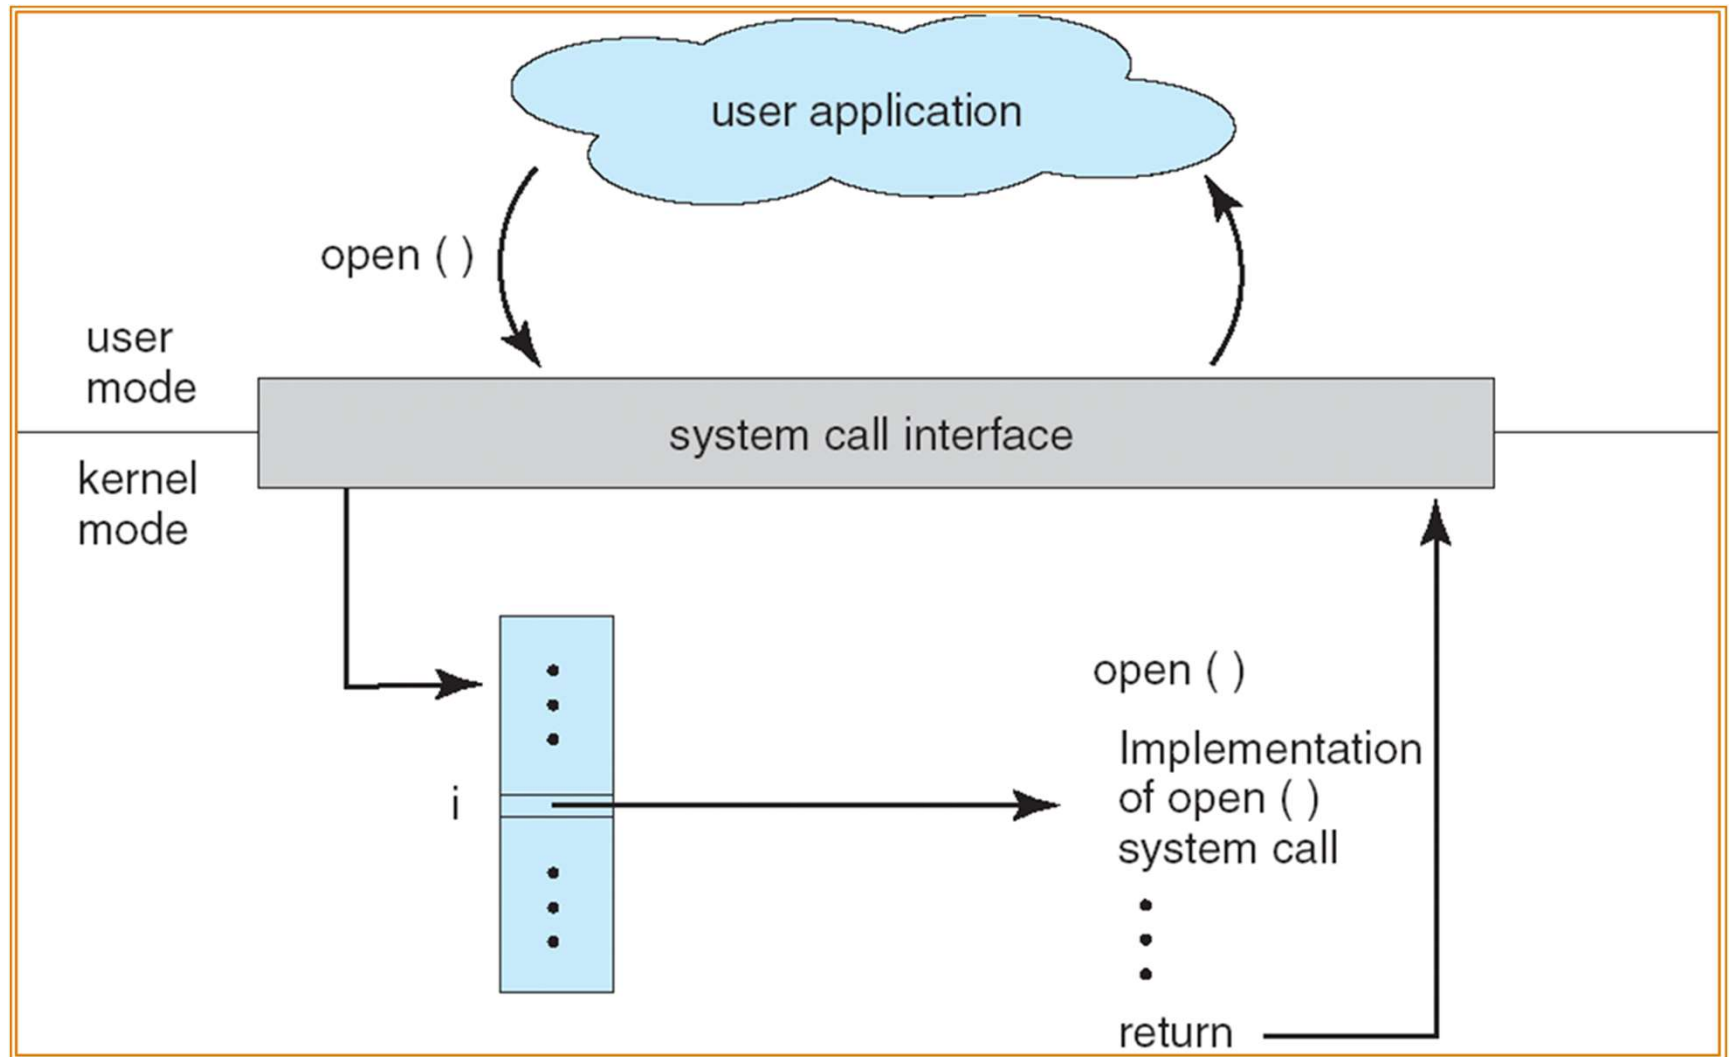 user application
open ( )
user
mode
system call interface
kernel
mode
open ( )
Implementation
of open ( )
system call
i
return